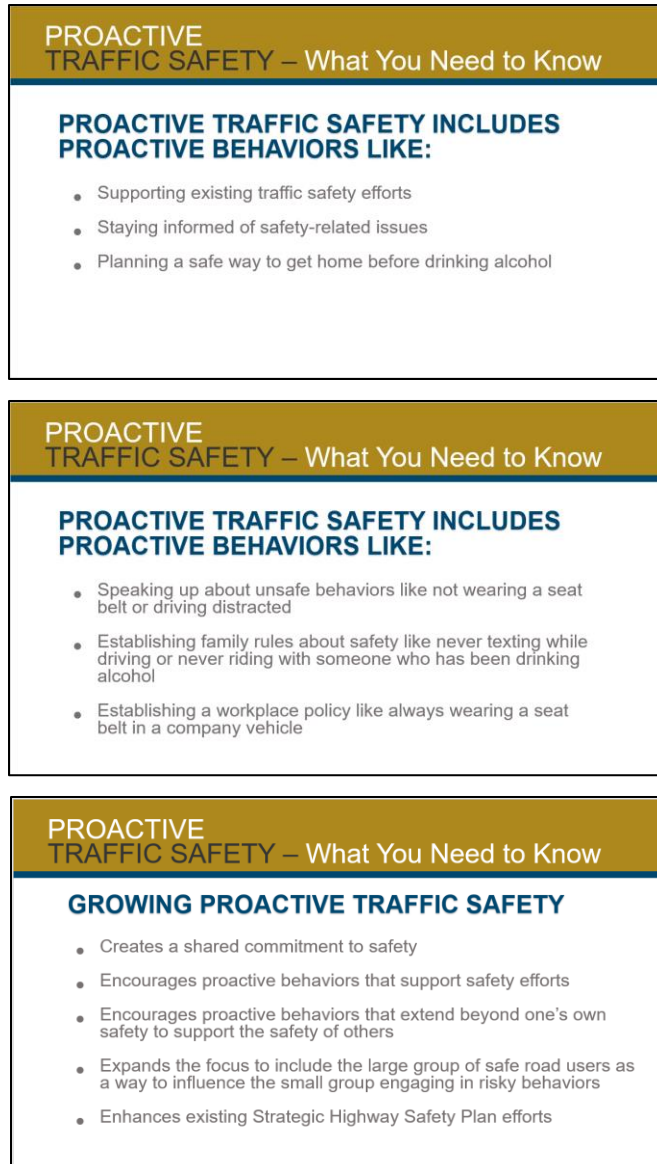 PROACTIVE
TRAFFIC SAFETY – What You Need to Know
PROACTIVE TRAFFIC SAFETY INCLUDES
PROACTIVE BEHAVIORS LIKE:
• Supporting existing traffic safety efforts
• Staying informed of safety-related issues
• Planning a safe way to get home before drinking alcohol
PROACTIVE
TRAFFIC SAFETY – What You Need to Know
PROACTIVE TRAFFIC SAFETY INCLUDES
PROACTIVE BEHAVIORS LIKE:
• Speaking up about unsafe behaviors like not wearing a seat
belt or driving distracted
• Establishing family rules about safety like never texting while
driving or never riding with someone who has been drinking
alcohol
• Establishing a workplace policy like always wearing a seat
belt in a company vehicle
PROACTIVE
TRAFFIC SAFETY – What You Need to Know
GROWING PROACTIVE TRAFFIC SAFETY
• Creates a shared commitment to safety
• Encourages proactive behaviors that support safety efforts
• Encourages proactive behaviors that extend beyond one’s own
safety to support the safety of others
• Expands the focus to include the large group of safe road users as
a way to influence the small group engaging in risky behaviors
• Enhances existing Strategic Highway Safety Plan efforts